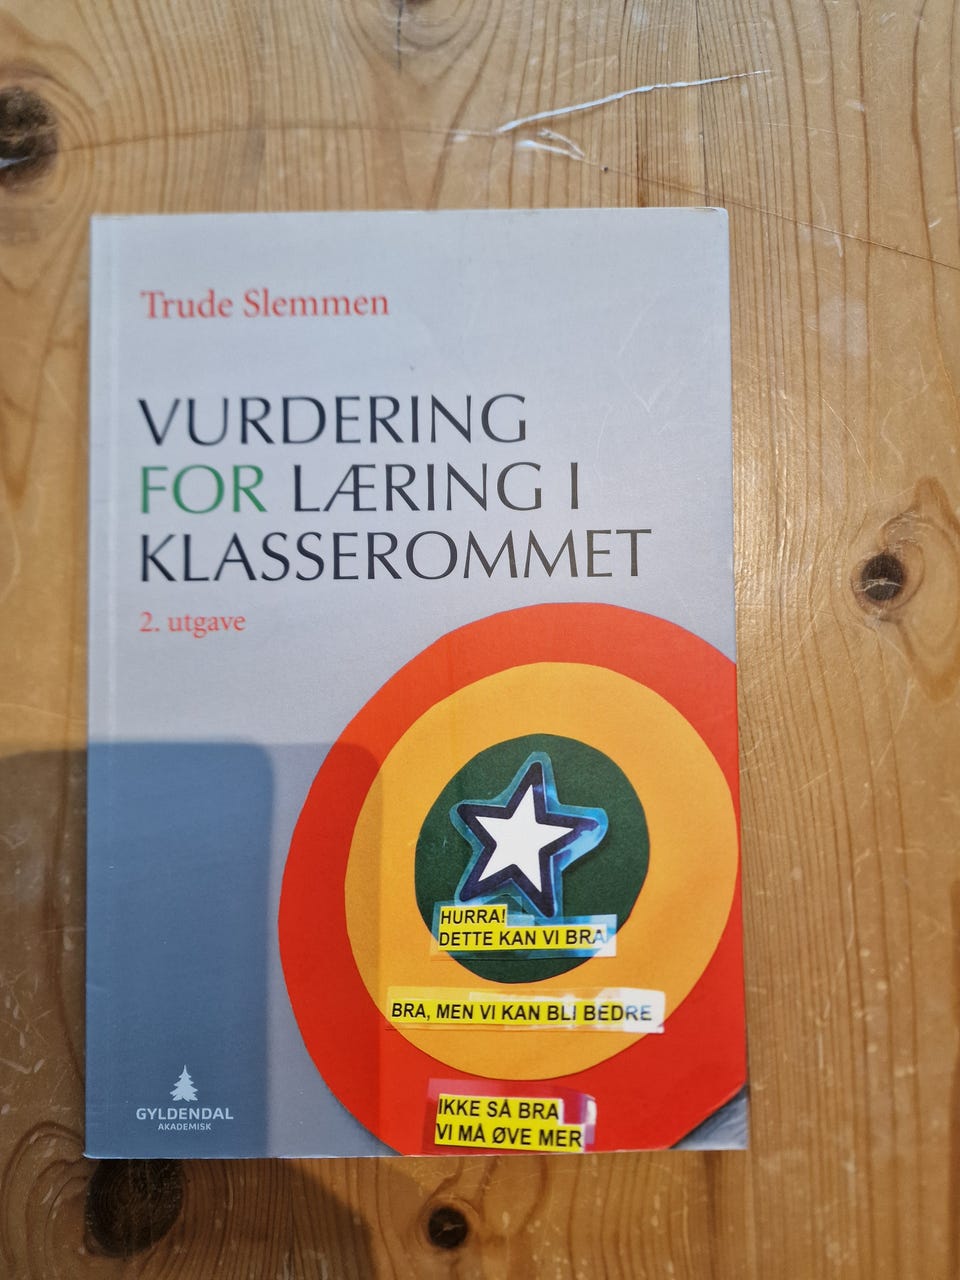 Trude Slemmen
VURDERING
FOR LÆRING I
KLASSEROMMET
2. utgave
HURRA!
DETTE KAN VI BRA
BRA, MEN VI KAN BLI BEDRE
IKKE SÅ BRA
VI MÅ ØVE MER
GYLDENDAL
AKADEMISK